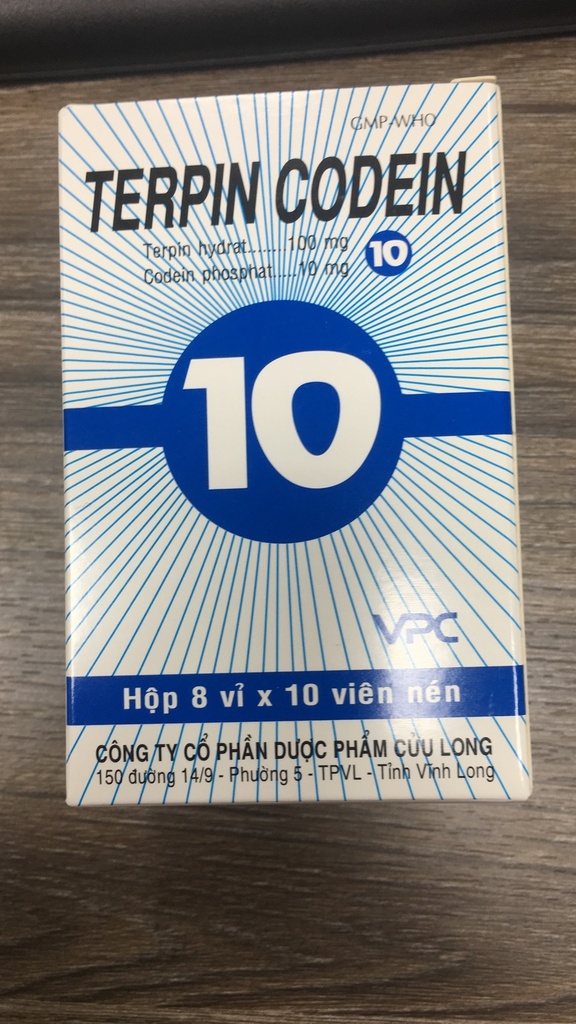 GMP-WHO
TERPIN CODEIN
Terpin hydrat.......100 mg
Codein phosphat.....10 mg
10
10
VPC
Hộp 8 vỉ x 10 viên nén
CÔNG TY CỔ PHẦN DƯỢC PHẨM CỬU LONG
150 đường 14/9 - Phường 5 - TPVL - Tỉnh Vĩnh Long